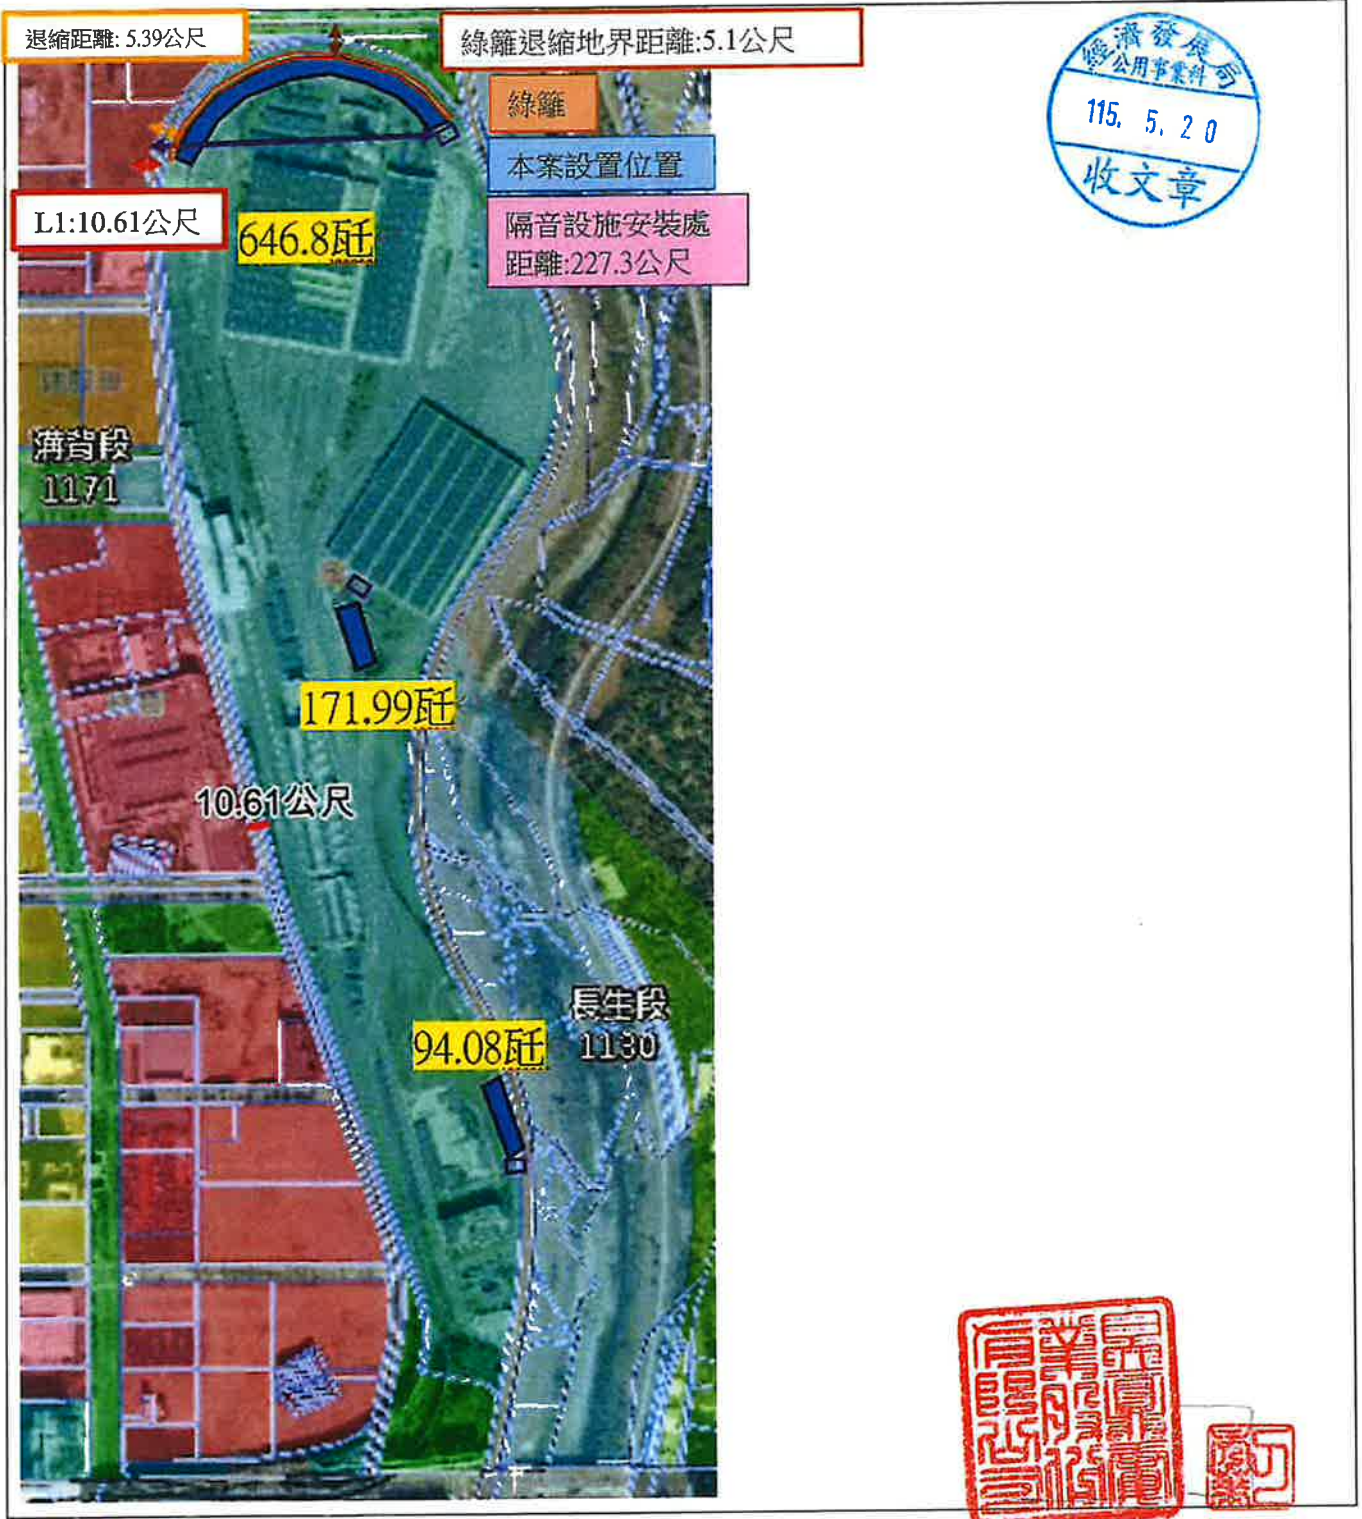 退縮距離: 5.39公尺
綠籬退縮地界距離:5.1公尺
綠籬
本案設置位置
隔音設施安裝處
距離:227.3公尺
L1:10.61公尺
646.8瓩
溝背段
1171
171.99瓩
10.61公尺
94.08瓩
長生段
1130
經濟發展局
公用事業科
115. 5. 20
收文章